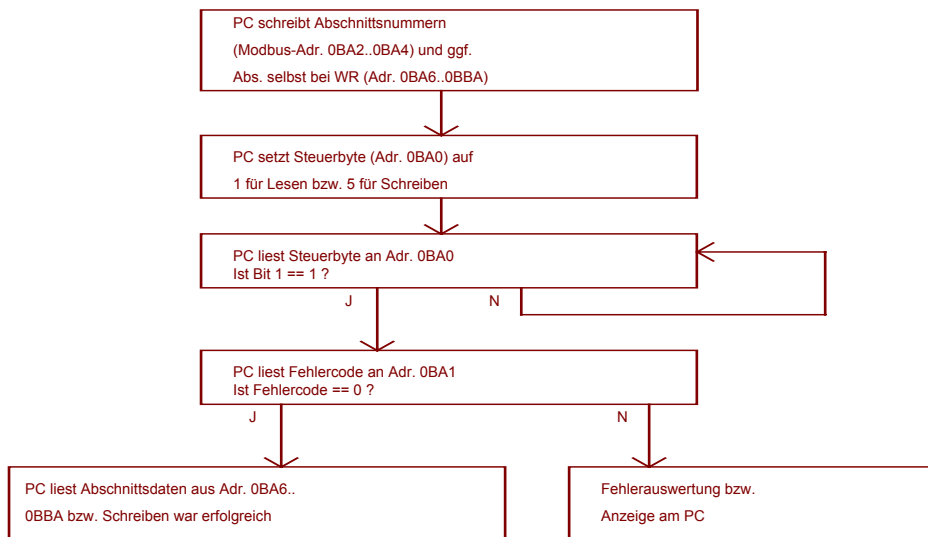 PC schreibt Abschnittsnummern
(Modbus-Adr. 0BA2..0BA4) und ggf.
Abs. selbst bei WR (Adr. 0BA6..0BBA)
PC setzt Steuerbyte (Adr. 0BA0) auf
1 für Lesen bzw. 5 für Schreiben
PC liest Steuerbyte an Adr. 0BA0
Ist Bit 1 == 1 ?
J N
PC liest Fehlercode an Adr. 0BA1
Ist Fehlercode == 0 ?
J N
PC liest Abschnittsdaten aus Adr. 0BA6..
0BBA bzw. Schreiben war erfolgreich
Fehlerauswertung bzw.
Anzeige am PC